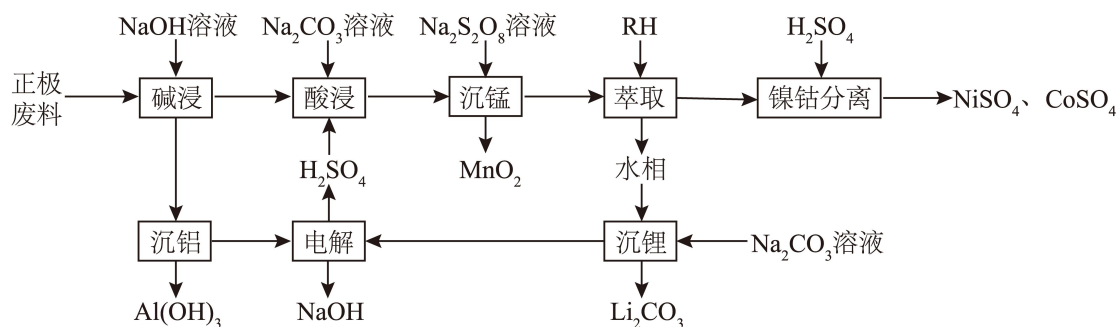 NaOH溶液
Na₂CO₃溶液
Na₂S₂O₈溶液
RH
H₂SO₄
正极
废料
碱浸
酸浸
沉锰
萃取
镍钴分离
NiSO₄、CoSO₄
H₂SO₄
MnO₂
水相
沉铝
电解
沉锂
Na₂CO₃溶液
Al(OH)₃
NaOH
Li₂CO₃